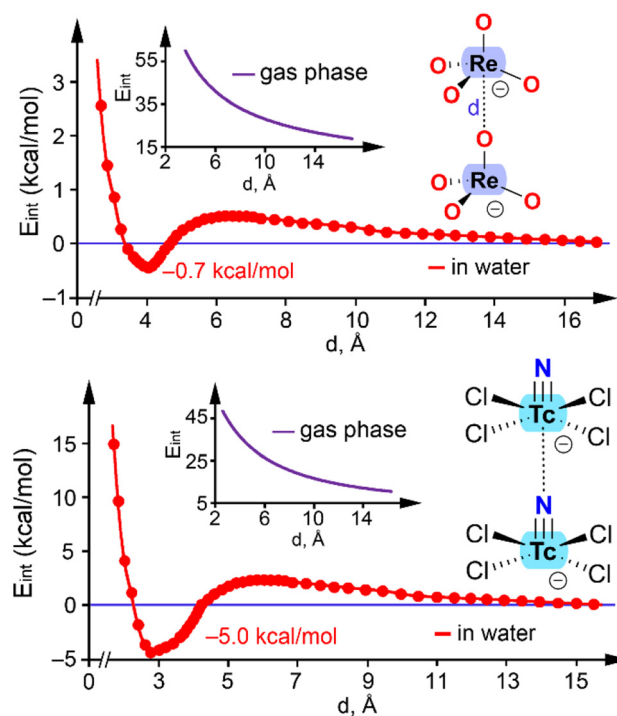 Eint (kcal/mol)
3
2
1
0
–1
0
4
6
8
10
12
14
16
d, Å
–0.7 kcal/mol
in water
Eint
55
35
15
2
6
10
14
d, Å
gas phase
O
O
Re
O
O
⊖
d
O
Re
O
O
O
⊖
Eint (kcal/mol)
15
10
5
0
–5
0
3
5
7
9
11
13
15
d, Å
–5.0 kcal/mol
in water
Eint
45
25
5
2
6
10
14
d, Å
gas phase
N
Cl
Cl
Tc
Cl
Cl
⊖
N
Cl
Cl
Tc
Cl
Cl
⊖